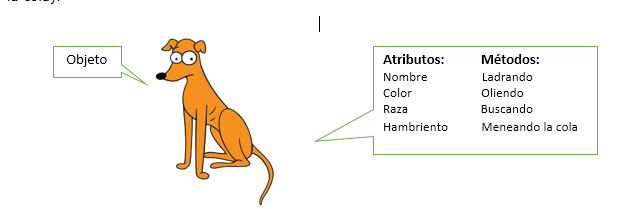 Objeto
Atributos: Métodos:
Nombre Ladrando
Color Oliendo
Raza Buscando
Hambriento Meneando la cola